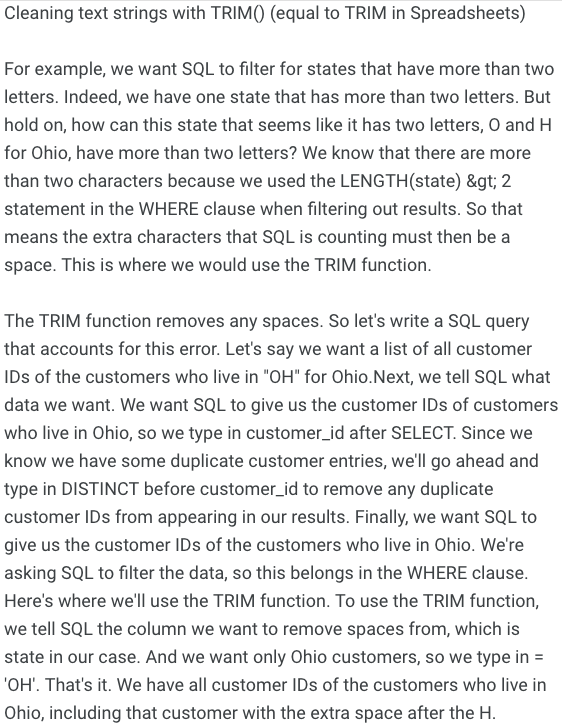 Cleaning text strings with TRIM() (equal to TRIM in Spreadsheets)

For example, we want SQL to filter for states that have more than two
letters. Indeed, we have one state that has more than two letters. But
hold on, how can this state that seems like it has two letters, O and H
for Ohio, have more than two letters? We know that there are more
than two characters because we used the LENGTH(state) &gt; 2
statement in the WHERE clause when filtering out results. So that
means the extra characters that SQL is counting must then be a
space. This is where we would use the TRIM function.

The TRIM function removes any spaces. So let's write a SQL query
that accounts for this error. Let's say we want a list of all customer
IDs of the customers who live in "OH" for Ohio.Next, we tell SQL what
data we want. We want SQL to give us the customer IDs of customers
who live in Ohio, so we type in customer_id after SELECT. Since we
know we have some duplicate customer entries, we'll go ahead and
type in DISTINCT before customer_id to remove any duplicate
customer IDs from appearing in our results. Finally, we want SQL to
give us the customer IDs of the customers who live in Ohio. We're
asking SQL to filter the data, so this belongs in the WHERE clause.
Here's where we'll use the TRIM function. To use the TRIM function,
we tell SQL the column we want to remove spaces from, which is
state in our case. And we want only Ohio customers, so we type in =
'OH'. That's it. We have all customer IDs of the customers who live in
Ohio, including that customer with the extra space after the H.